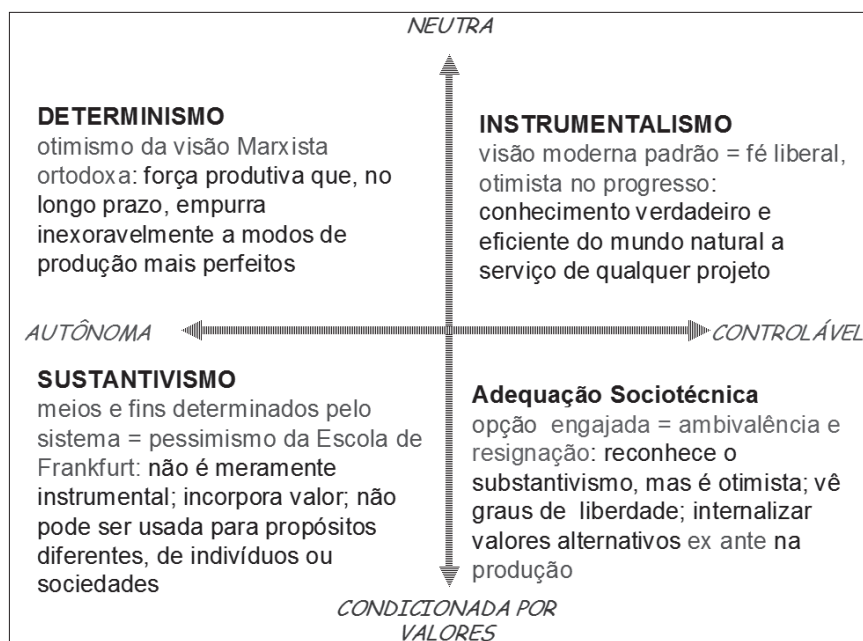 NEUTRA
DETERMINISMO
otimismo da visão Marxista
ortodoxa: força produtiva que, no
longo prazo, empurra
inexoravelmente a modos de
produção mais perfeitos
INSTRUMENTALISMO
visão moderna padrão = fé liberal,
otimista no progresso:
conhecimento verdadeiro e
eficiente do mundo natural a
serviço de qualquer projeto
AUTÔNOMA
CONTROLÁVEL
SUSTANTIVISMO
meios e fins determinados pelo
sistema = pessimismo da Escola de
Frankfurt: não é meramente
instrumental; incorpora valor; não
pode ser usada para propósitos
diferentes, de indivíduos ou
sociedades
Adequação Sociotécnica
opção engajada = ambivalência e
resignação: reconhece o
substantivismo, mas é otimista; vê
graus de liberdade; internalizar
valores alternativos ex ante na
produção
CONDICIONADA POR
VALORES